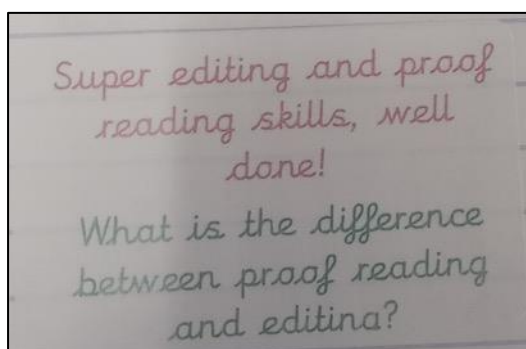 Super editing and proof
reading skills, well
done!
What is the difference
between proof reading
and editing?